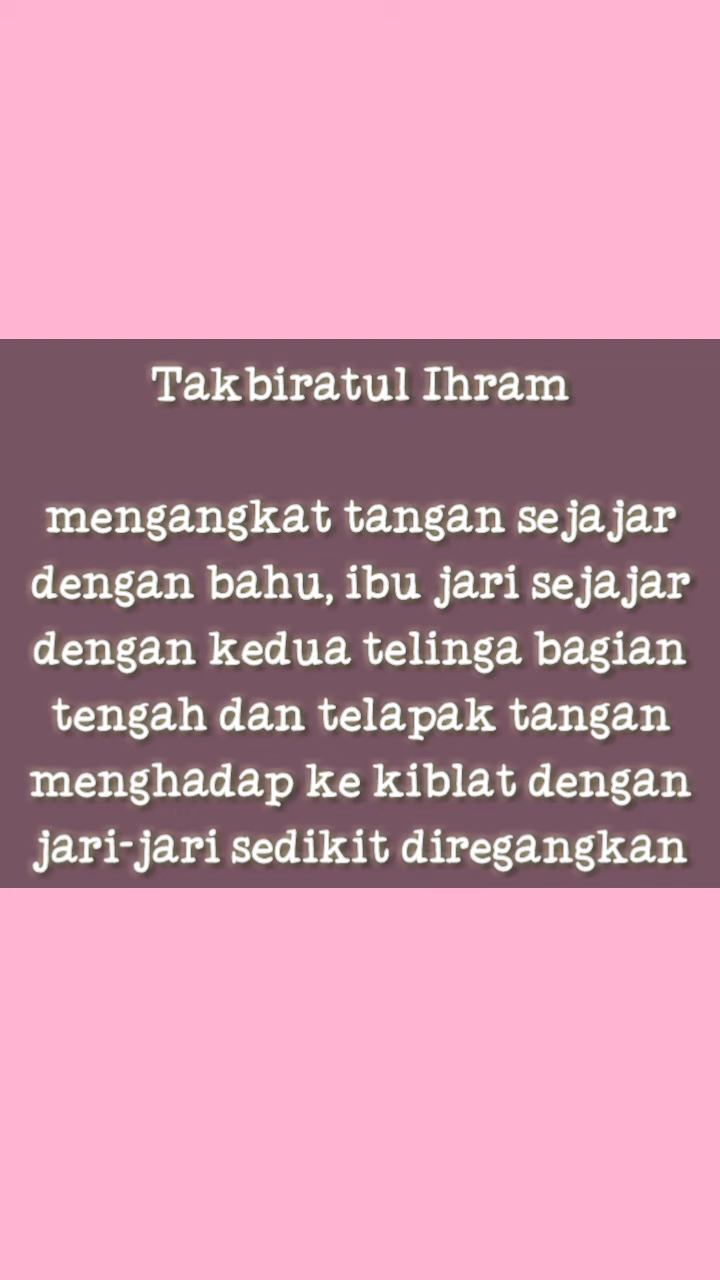 Takbiratul Ihram
mengangkat tangan sejajar
dengan bahu, ibu jari sejajar
dengan kedua telinga bagian
tengah dan telapak tangan
menghadap ke kiblat dengan
jari-jari sedikit diregangkan